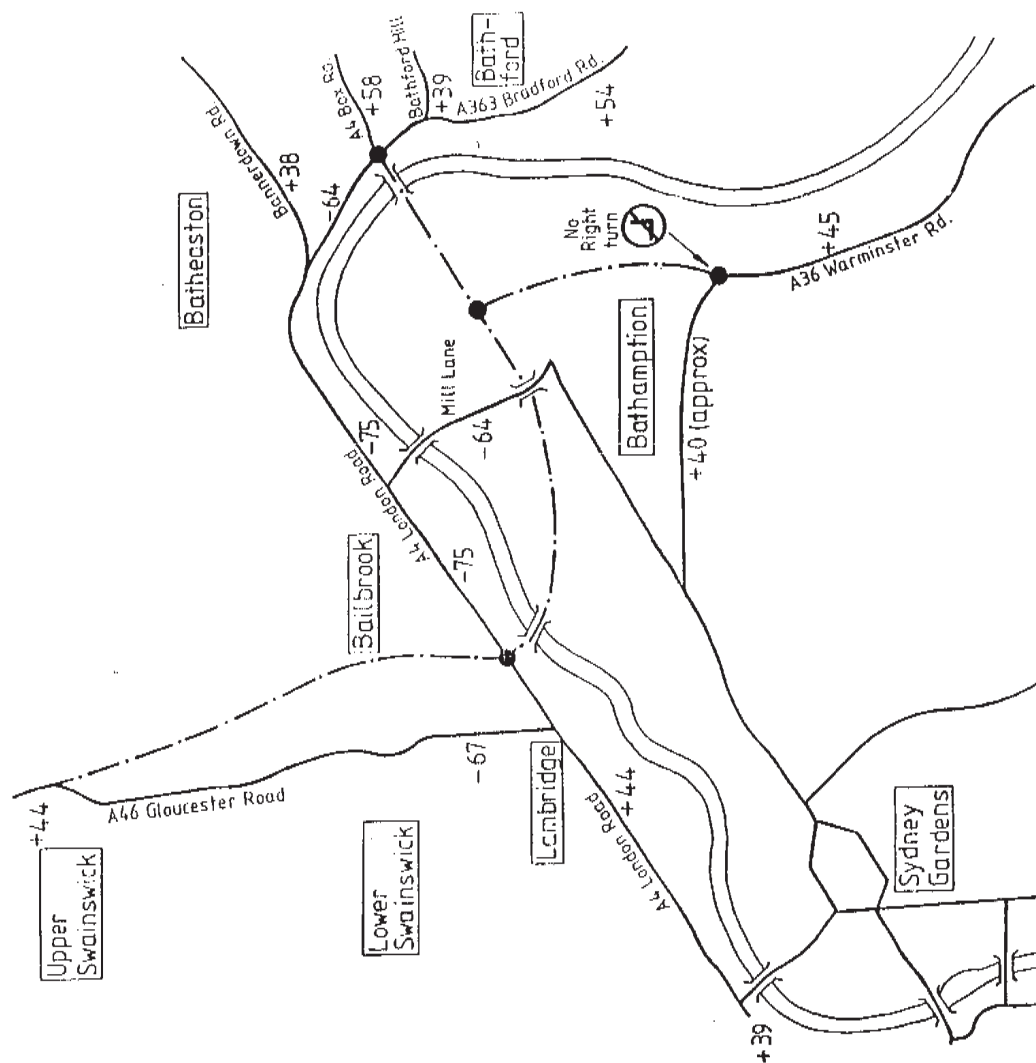 Bannerdown Rd.
+38
-64
A4 Box Rd.
+58
Bathford Hill
+39
Bath-
ford
A363 Bradford Rd.
+54
Batheaston
No
Right
turn
+45
A36 Warminster Rd.
Mill Lane
-64
-75
A4 London Road
-75
Bathamption
+40 (approx)
Bailbrook
+44
A46 Gloucester Road
-67
Upper
Swainswick
Lower
Swainswick
Lambridge
+44
A4 London Road
Sydney
Gardens
+39